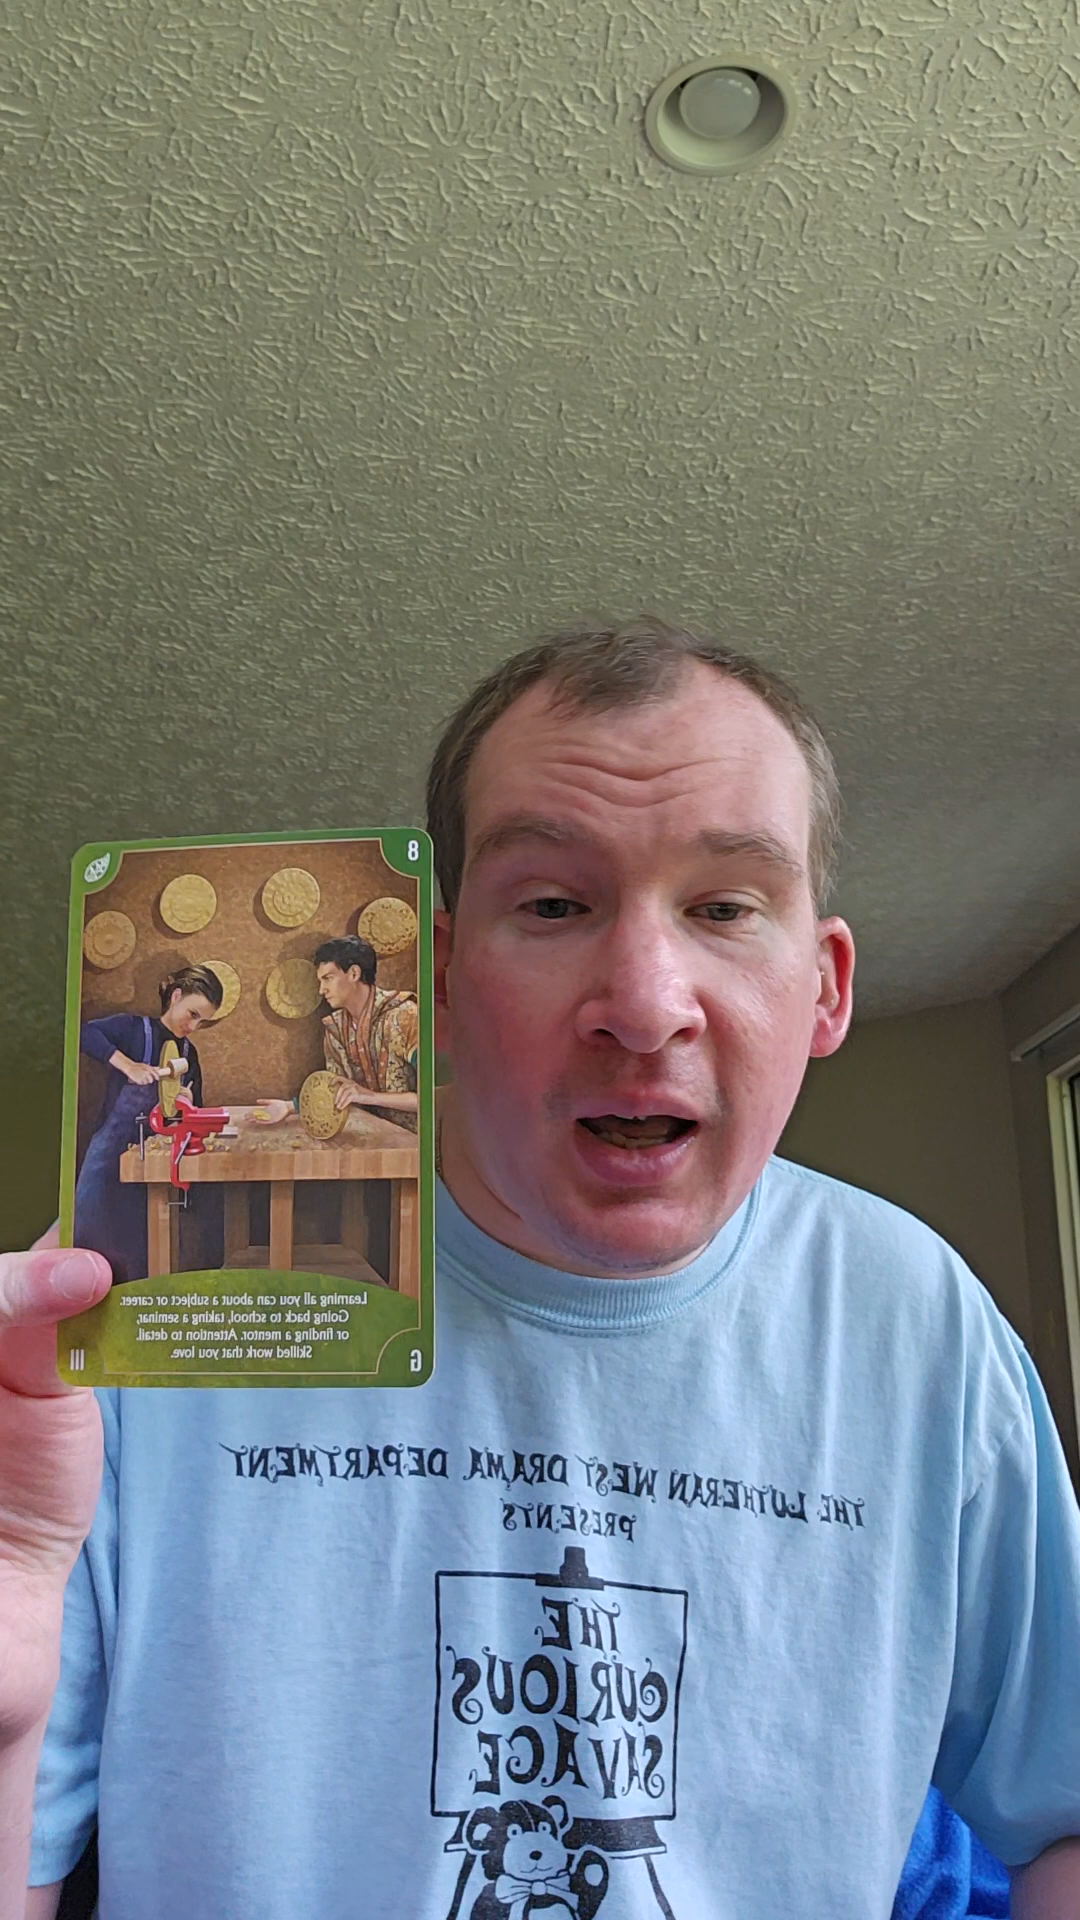 8
Learning all you can about a subject or career.
Going back to school, taking a seminar,
or finding a mentor. Attention to detail.
Skilled work that you love.
G
III
THE LUTHERAN WEST DRAMA DEPARTMENT
PRESENTS
THE
CURIOUS
SAVAGE